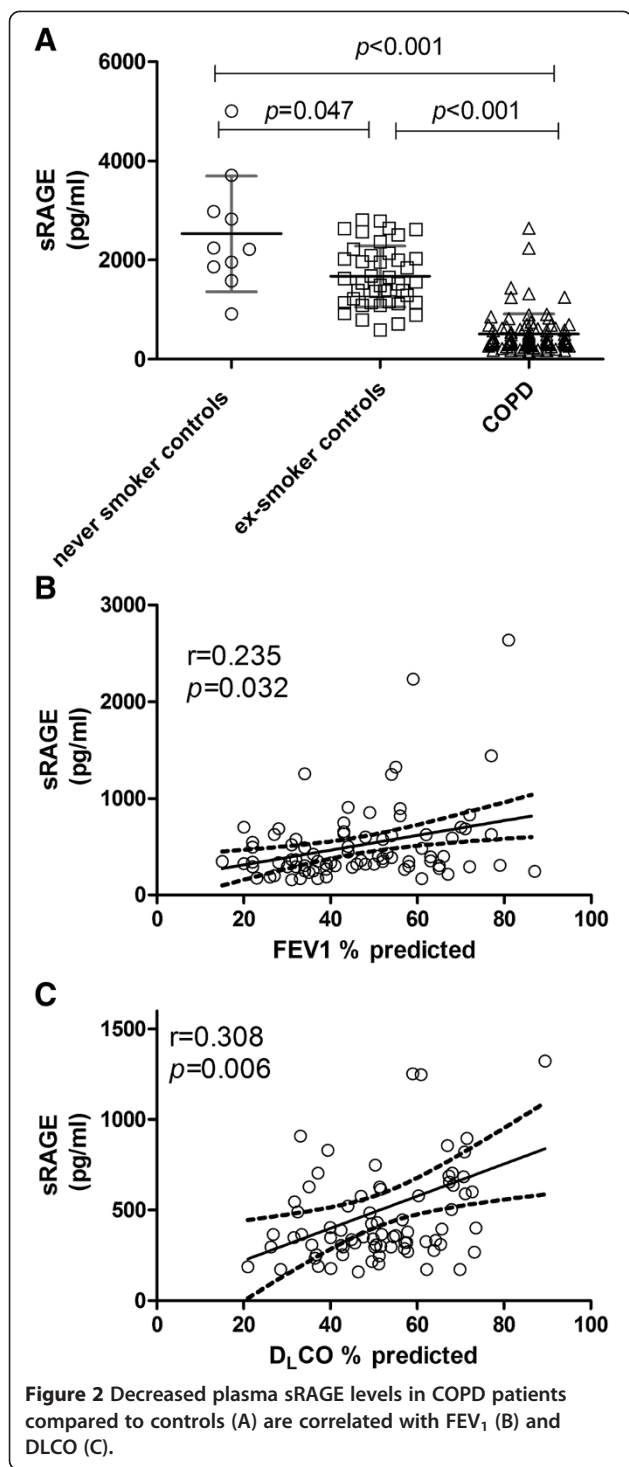 A
p<0.001
p=0.047
p<0.001
6000
4000
2000
0
sRAGE
(pg/ml)
never smoker controls
ex-smoker controls
COPD
B
r=0.235
p=0.032
3000
2000
1000
0
sRAGE
(pg/ml)
0 20 40 60 80 100
FEV1 % predicted
C
r=0.308
p=0.006
1500
1000
500
0
sRAGE
(pg/ml)
0 20 40 60 80 100
DLCO % predicted
Figure 2 Decreased plasma sRAGE levels in COPD patients
compared to controls (A) are correlated with FEV1 (B) and
DLCO (C).